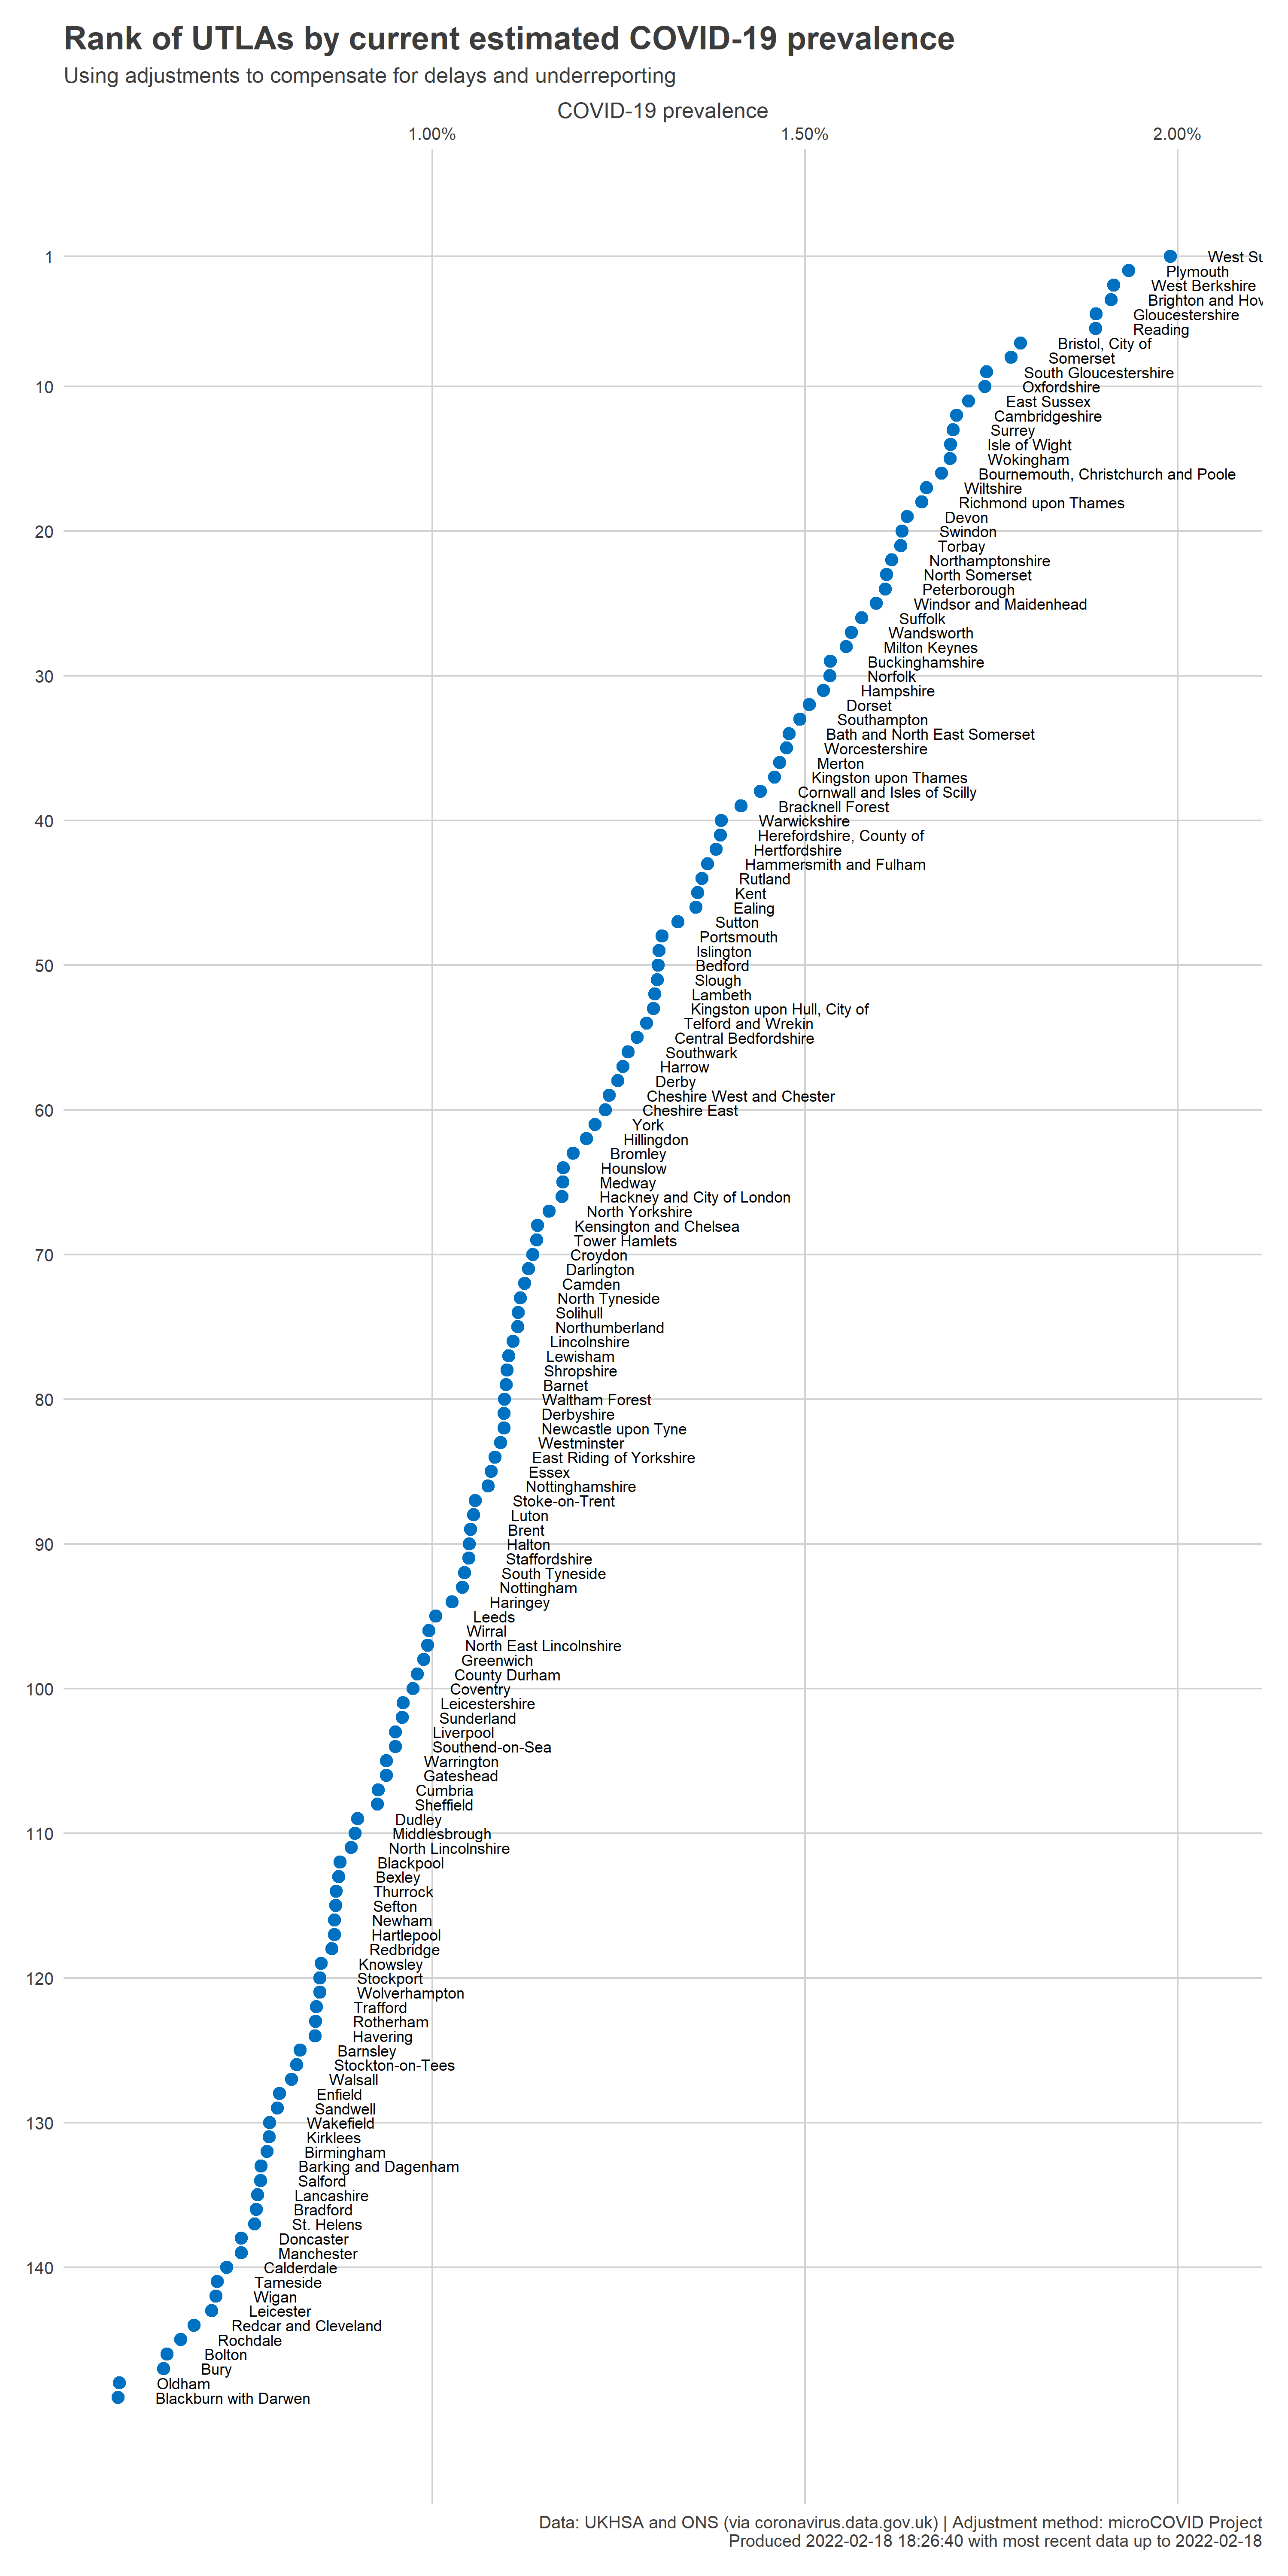 Rank of UTLAs by current estimated COVID-19 prevalence
Using adjustments to compensate for delays and underreporting
COVID-19 prevalence
1.00% 1.50% 2.00%
1 West Su
Plymouth
West Berkshire
Brighton and Hov
Gloucestershire
Reading
Bristol, City of
Somerset
South Gloucestershire
10 Oxfordshire
East Sussex
Cambridgeshire
Surrey
Isle of Wight
Wokingham
Bournemouth, Christchurch and Poole
Wiltshire
Richmond upon Thames
Devon
20 Swindon
Torbay
Northamptonshire
North Somerset
Peterborough
Windsor and Maidenhead
Suffolk
Wandsworth
Milton Keynes
Buckinghamshire
30 Norfolk
Hampshire
Dorset
Southampton
Bath and North East Somerset
Worcestershire
Merton
Kingston upon Thames
Cornwall and Isles of Scilly
Bracknell Forest
40 Warwickshire
Herefordshire, County of
Hertfordshire
Hammersmith and Fulham
Rutland
Kent
Ealing
Sutton
Portsmouth
Islington
50 Bedford
Slough
Lambeth
Kingston upon Hull, City of
Telford and Wrekin
Central Bedfordshire
Southwark
Harrow
Derby
Cheshire West and Chester
60 Cheshire East
York
Hillingdon
Bromley
Hounslow
Medway
Hackney and City of London
North Yorkshire
Kensington and Chelsea
Tower Hamlets
70 Croydon
Darlington
Camden
North Tyneside
Solihull
Northumberland
Lincolnshire
Lewisham
Shropshire
Barnet
80 Waltham Forest
Derbyshire
Newcastle upon Tyne
Westminster
East Riding of Yorkshire
Essex
Nottinghamshire
Stoke-on-Trent
Luton
Brent
90 Halton
Staffordshire
South Tyneside
Nottingham
Haringey
Leeds
Wirral
North East Lincolnshire
Greenwich
County Durham
100 Coventry
Leicestershire
Sunderland
Liverpool
Southend-on-Sea
Warrington
Gateshead
Cumbria
Sheffield
Dudley
110 Middlesbrough
North Lincolnshire
Blackpool
Bexley
Thurrock
Sefton
Newham
Hartlepool
Redbridge
Knowsley
120 Stockport
Wolverhampton
Trafford
Rotherham
Havering
Barnsley
Stockton-on-Tees
Walsall
Enfield
Sandwell
130 Wakefield
Kirklees
Birmingham
Barking and Dagenham
Salford
Lancashire
Bradford
St. Helens
Doncaster
Manchester
140 Calderdale
Tameside
Wigan
Leicester
Redcar and Cleveland
Rochdale
Bolton
Bury
Oldham
Blackburn with Darwen
Data: UKHSA and ONS (via coronavirus.data.gov.uk) | Adjustment method: microCOVID Project
Produced 2022-02-18 18:26:40 with most recent data up to 2022-02-18